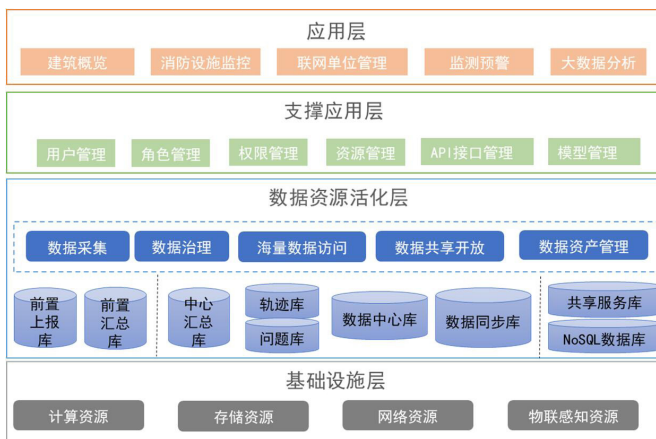 应用层
建筑概览
消防设施监控
联网单位管理
监测预警
大数据分析
支撑应用层
用户管理
角色管理
权限管理
资源管理
API接口管理
模型管理
数据资源活化层
数据采集
数据治理
海量数据访问
数据共享开放
数据资产管理
前置
上报
库
前置
汇总
库
中心
汇总
库
轨迹库
问题库
数据中心库
数据同步库
共享服务库
NoSQL数据库
基础设施层
计算资源
存储资源
网络资源
物联感知资源